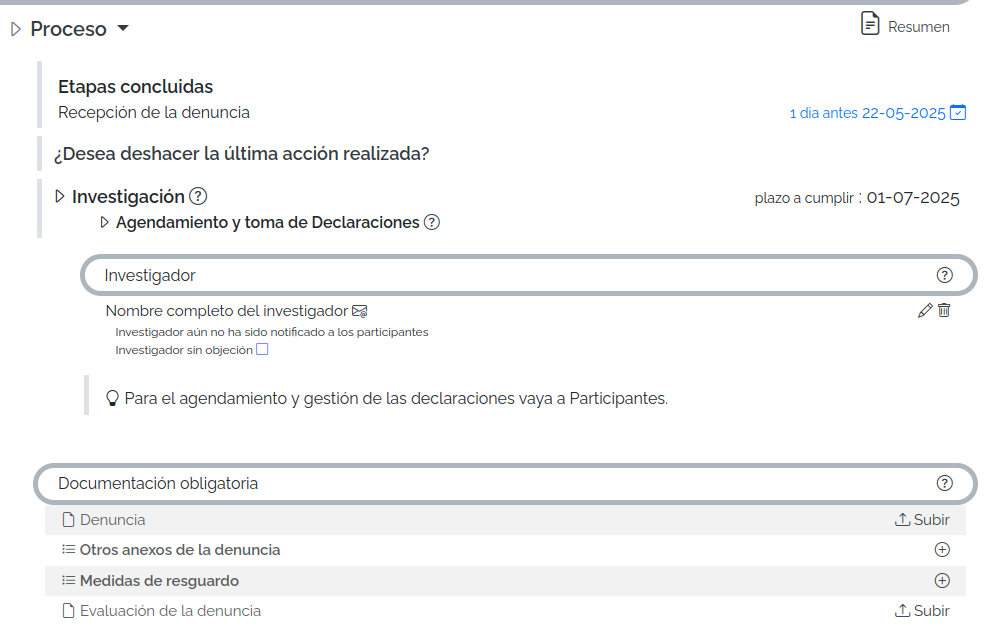 Proceso
Resumen
Etapas concluidas
Recepción de la denuncia
1 dia antes 22-05-2025
¿Desea deshacer la última acción realizada?
Investigación
plazo a cumplir : 01-07-2025
Agendamiento y toma de Declaraciones
Investigador
Nombre completo del investigador
Investigador aún no ha sido notificado a los participantes
Investigador sin objeción
Para el agendamiento y gestión de las declaraciones vaya a Participantes.
Documentación obligatoria
Denuncia
Subir
Otros anexos de la denuncia
Medidas de resguardo
Evaluación de la denuncia
Subir